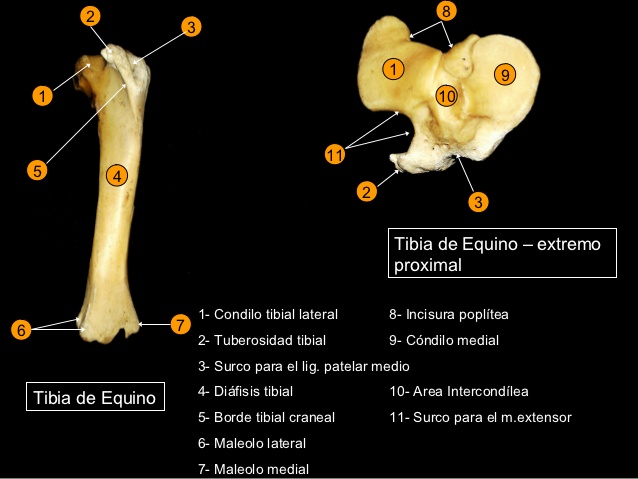 2
3
1
5
4
6
7
8
1
9
10
11
2
3
Tibia de Equino – extremo
proximal
1- Condilo tibial lateral
8- Incisura poplítea
2- Tuberosidad tibial
9- Cóndilo medial
3- Surco para el lig. patelar medio
4- Diáfisis tibial
10- Area Intercondílea
5- Borde tibial craneal
11- Surco para el m.extensor
6- Maleolo lateral
7- Maleolo medial
Tibia de Equino